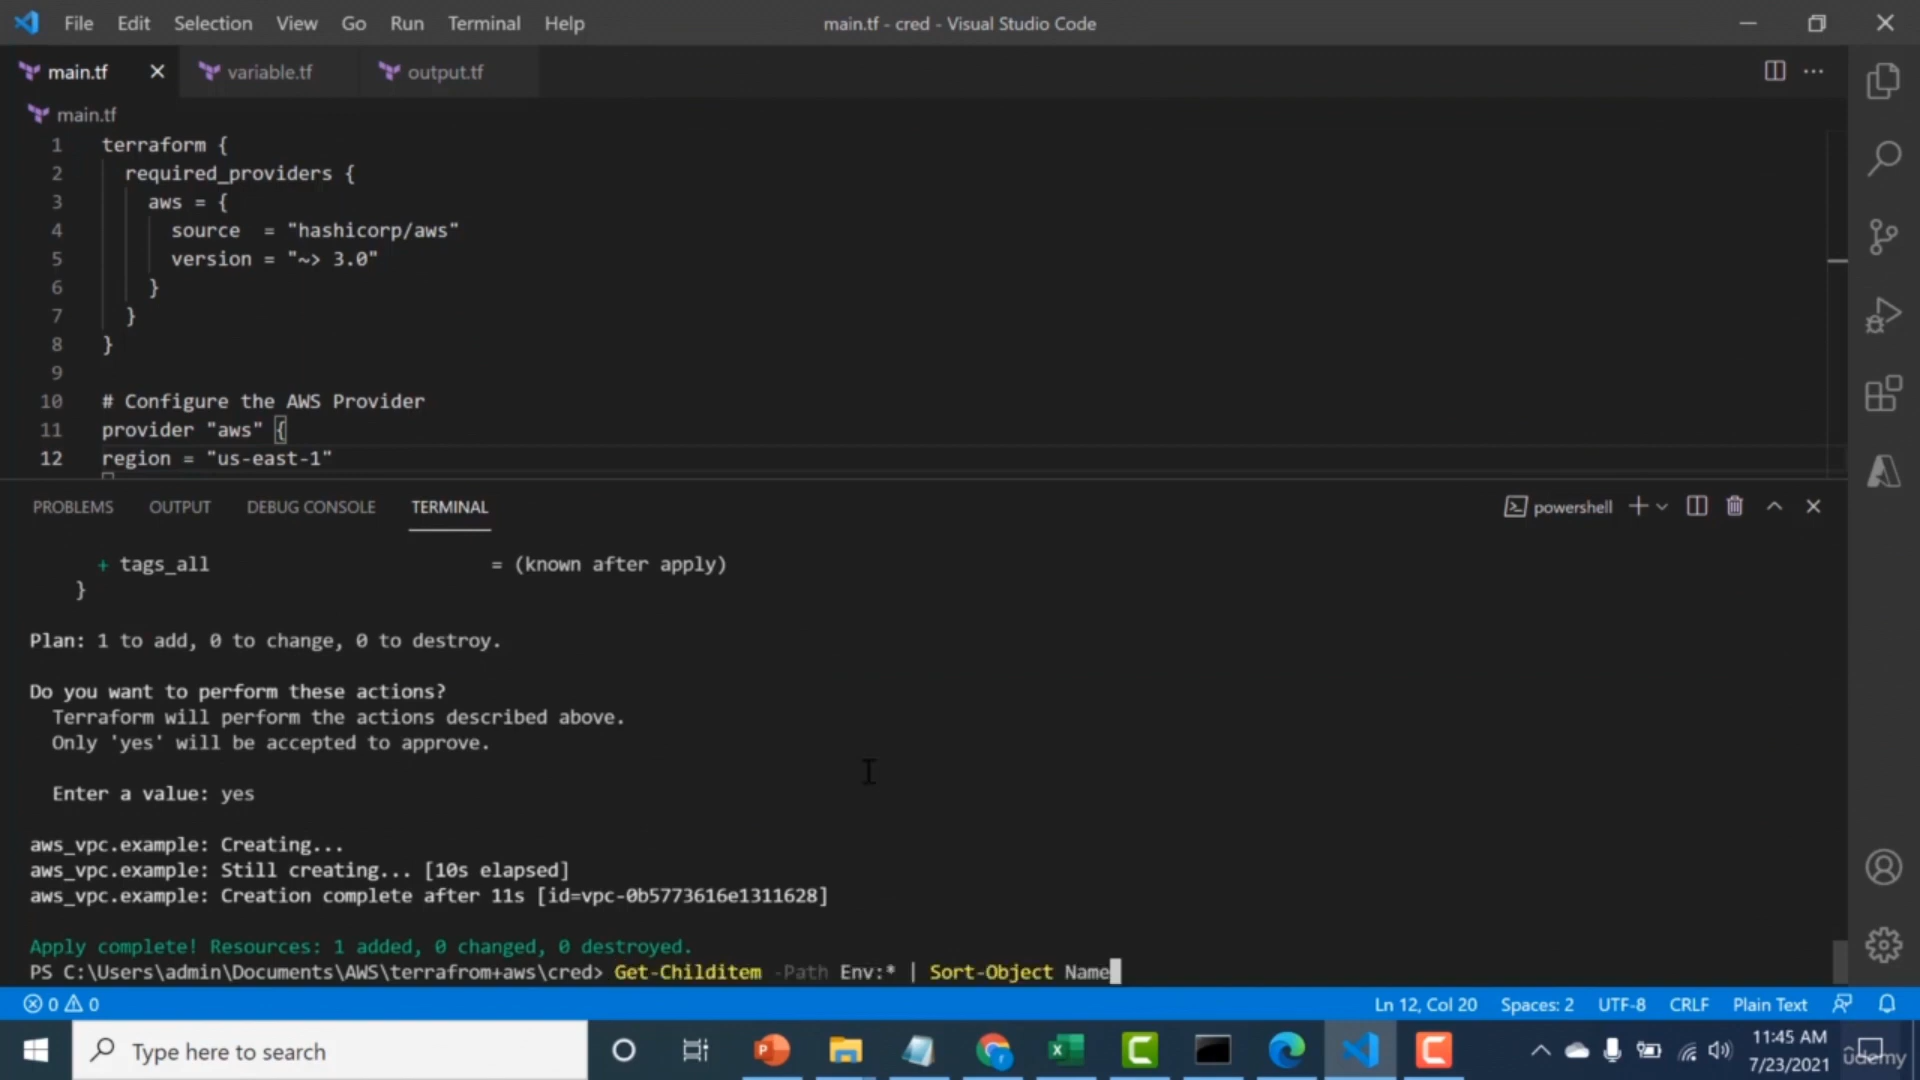 File Edit Selection View Go Run Terminal Help main.tf - cred - Visual Studio Code
main.tf variable.tf output.tf
main.tf
1 terraform {
2 required_providers {
3 aws = {
4 source = "hashicorp/aws"
5 version = "~> 3.0"
6 }
7 }
8 }
9
10 # Configure the AWS Provider
11 provider "aws" {
12 region = "us-east-1"
PROBLEMS OUTPUT DEBUG CONSOLE TERMINAL powershell
+ tags_all = (known after apply)
}
Plan: 1 to add, 0 to change, 0 to destroy.
Do you want to perform these actions?
Terraform will perform the actions described above.
Only 'yes' will be accepted to approve.
Enter a value: yes
aws_vpc.example: Creating...
aws_vpc.example: Still creating... [10s elapsed]
aws_vpc.example: Creation complete after 11s [id=vpc-0b5773616e1311628]
Apply complete! Resources: 1 added, 0 changed, 0 destroyed.
PS C:\Users\admin\Documents\AWS\terrafrom+aws\cred> Get-Childitem -Path Env:* | Sort-Object Name
0 0 Ln 12, Col 20 Spaces: 2 UTF-8 CRLF Plain Text
Type here to search
11:45 AM
7/23/2021
udemy